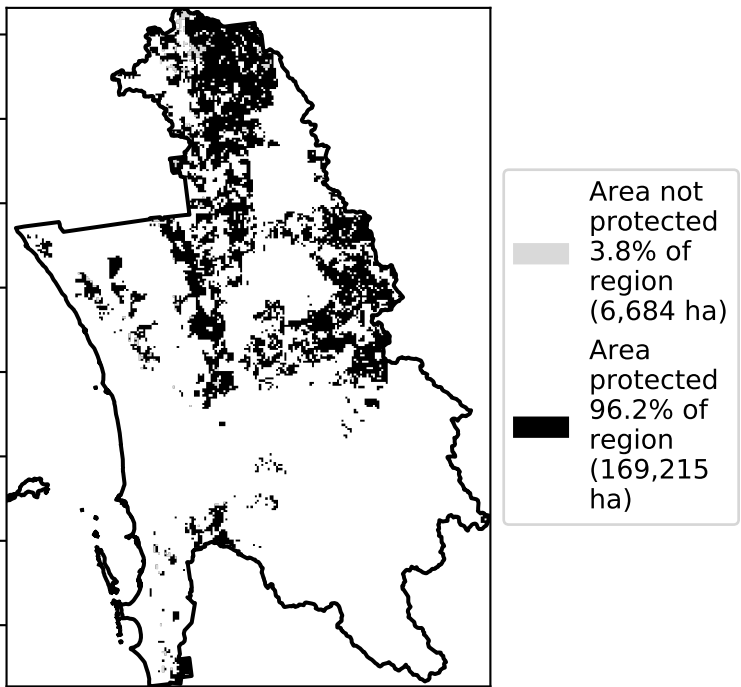 Area not
protected
3.8% of
region
(6,684 ha)
Area
protected
96.2% of
region
(169,215
ha)